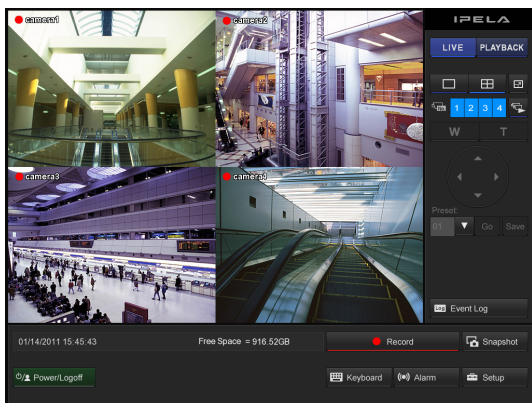 camera1
camera2
IPELA
LIVE PLAYBACK
1 2 3 4
W T
camera3
camera4
Preset:
01 Go Save
Log Event Log
01/14/2011 15:45:43 Free Space = 916.52GB Record Snapshot
Power/Logoff Keyboard Alarm Setup